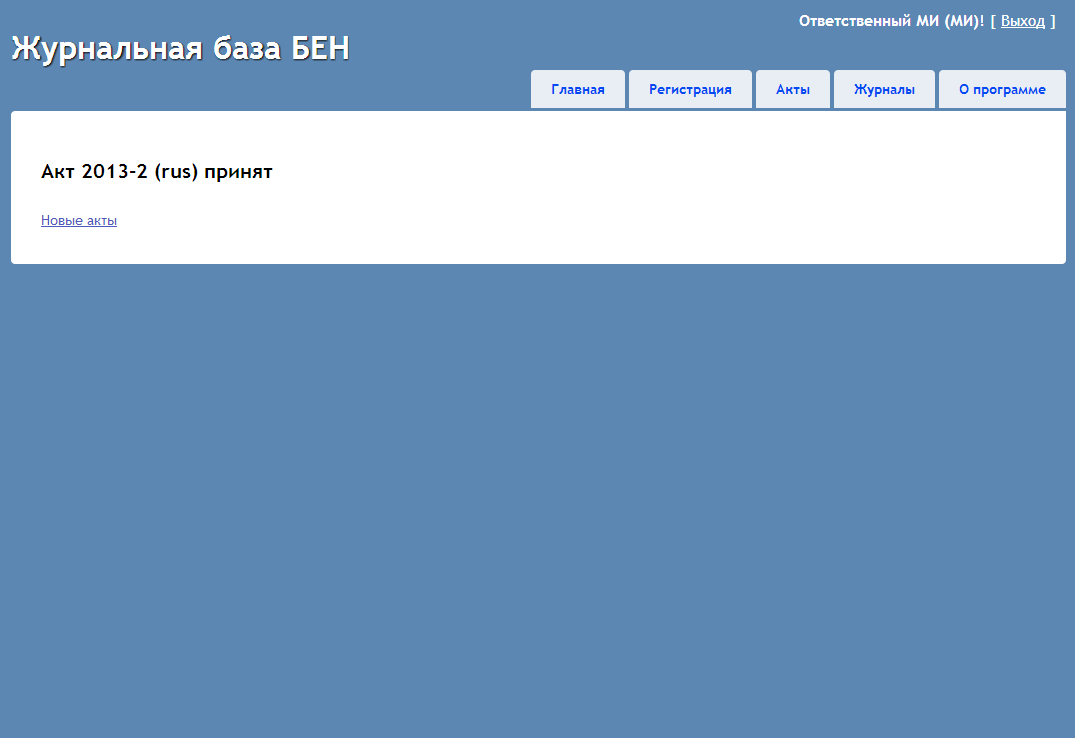 Ответственный МИ (МИ)! [ Выход ]
Журнальная база БЕН
Главная Регистрация Акты Журналы О программе
Акт 2013-2 (rus) принят
Новые акты